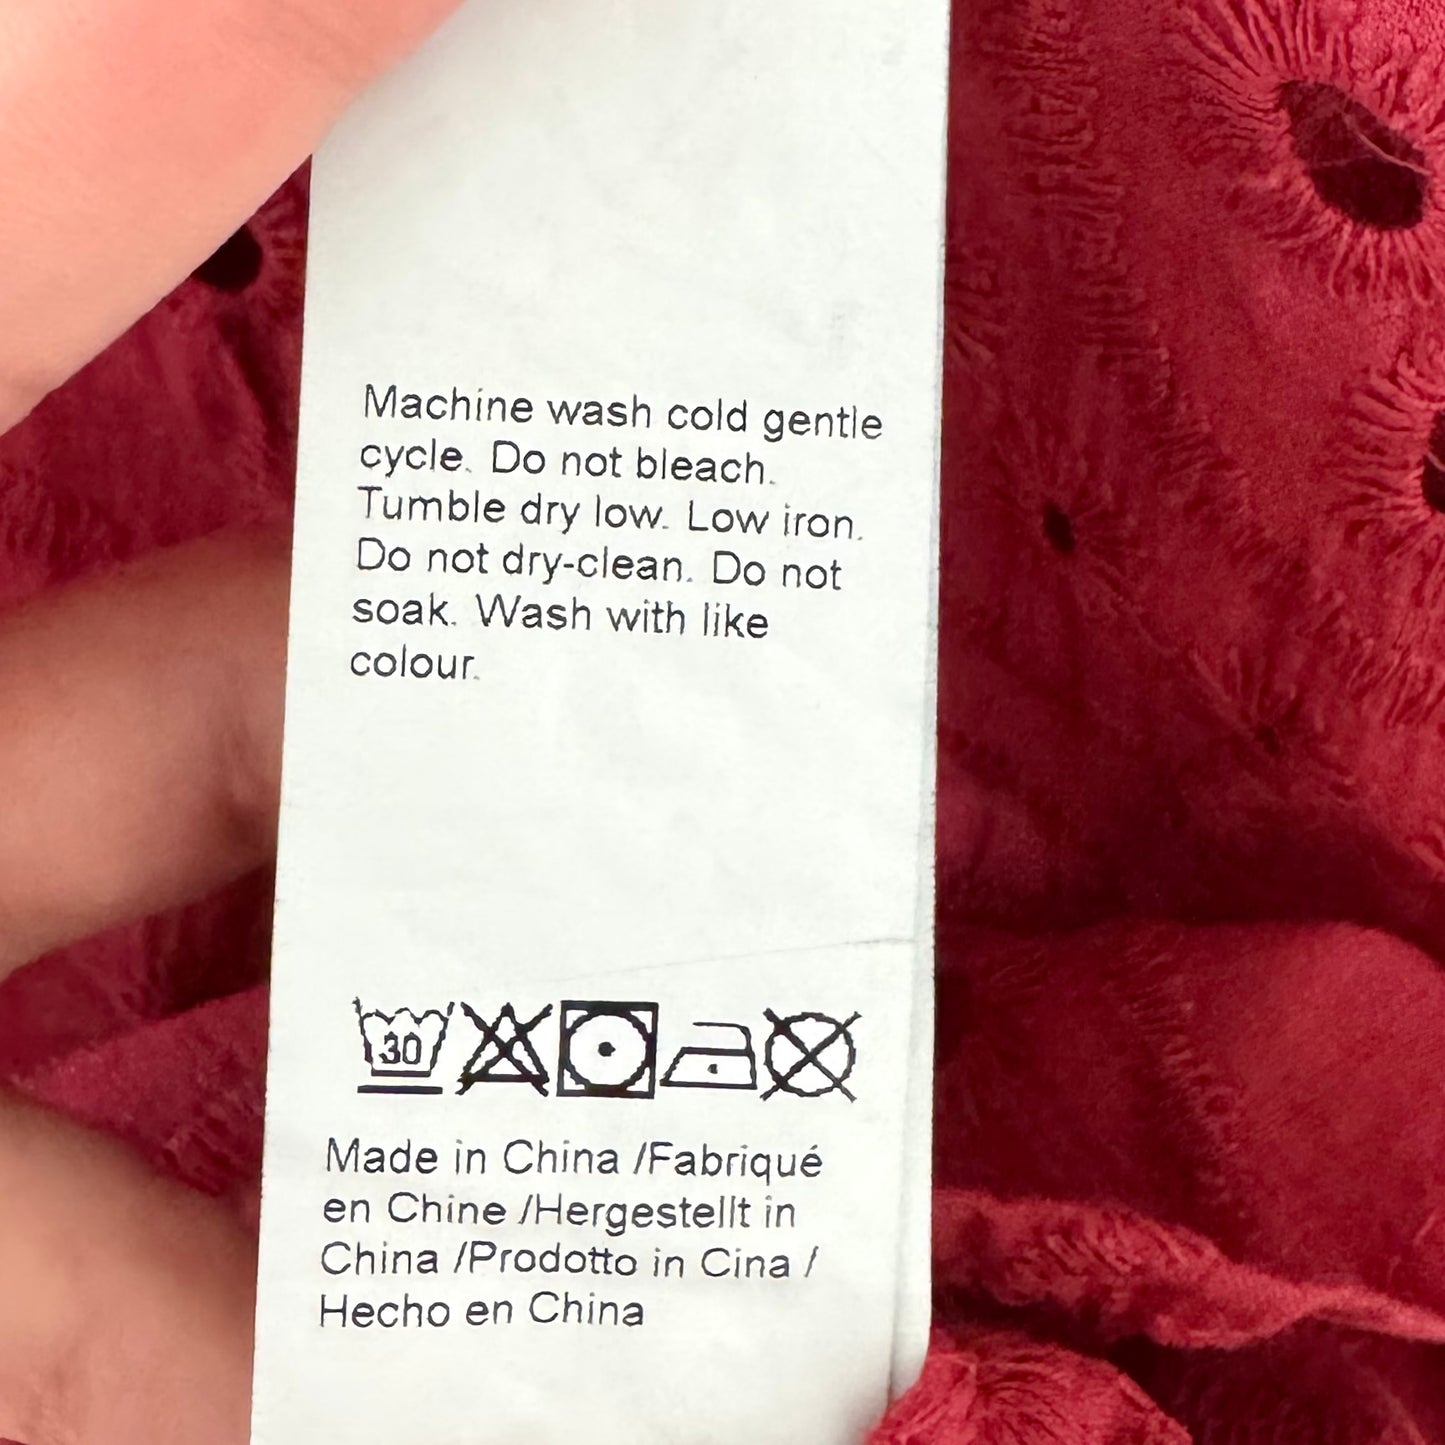 Machine wash cold gentle
cycle. Do not bleach.
Tumble dry low. Low iron.
Do not dry-clean. Do not
soak. Wash with like
colour.
30
Made in China /Fabriqué
en Chine /Hergestellt in
China /Prodotto in Cina /
Hecho en China